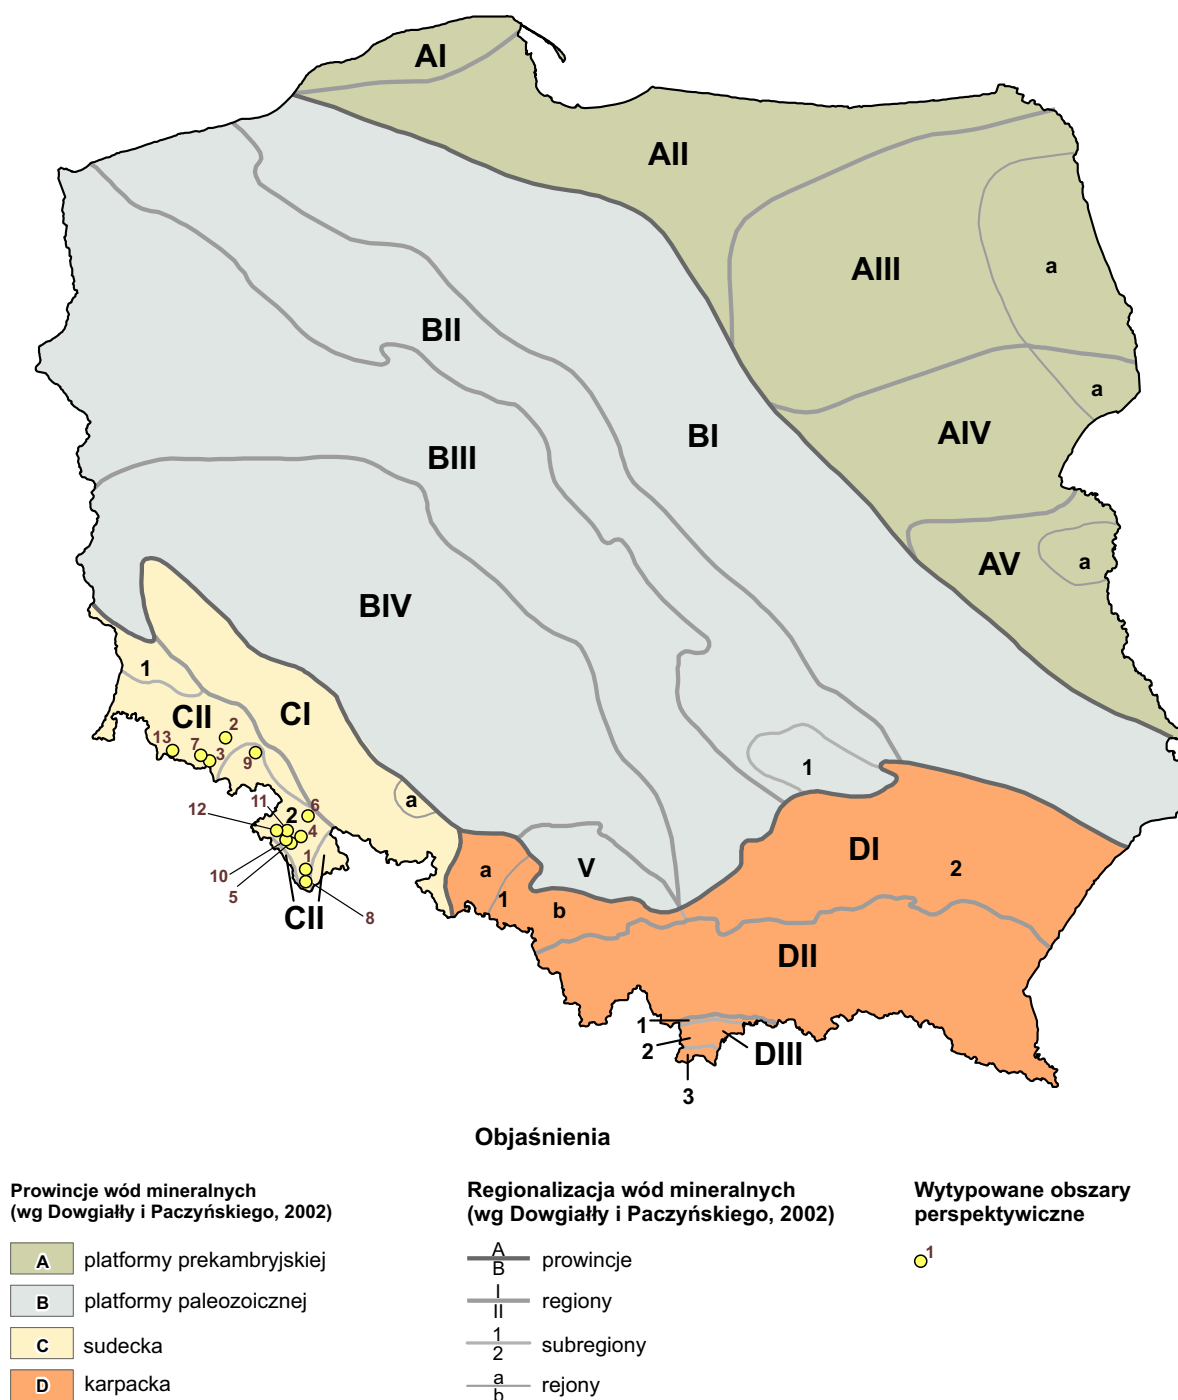 AI
AII
AIII
a
BII
a
AIV
BI
BIII
AV
a
BIV
1
CI
CII
2
13
7
3
9
1
a
6
11
2
12
4
DI
V
a
2
1
10
1
b
5
8
CII
DII
1
2
DIII
3
Objaśnienia
Prowincje wód mineralnych
(wg Dowgiałły i Paczyńskiego, 2002)
A platformy prekambryjskiej
B platformy paleozoicznej
C sudecka
D karpacka
Regionalizacja wód mineralnych
(wg Dowgiałły i Paczyńskiego, 2002)
A
B prowincje
I
II regiony
1
2 subregiony
a
b rejony
Wytypowane obszary
perspektywiczne
1